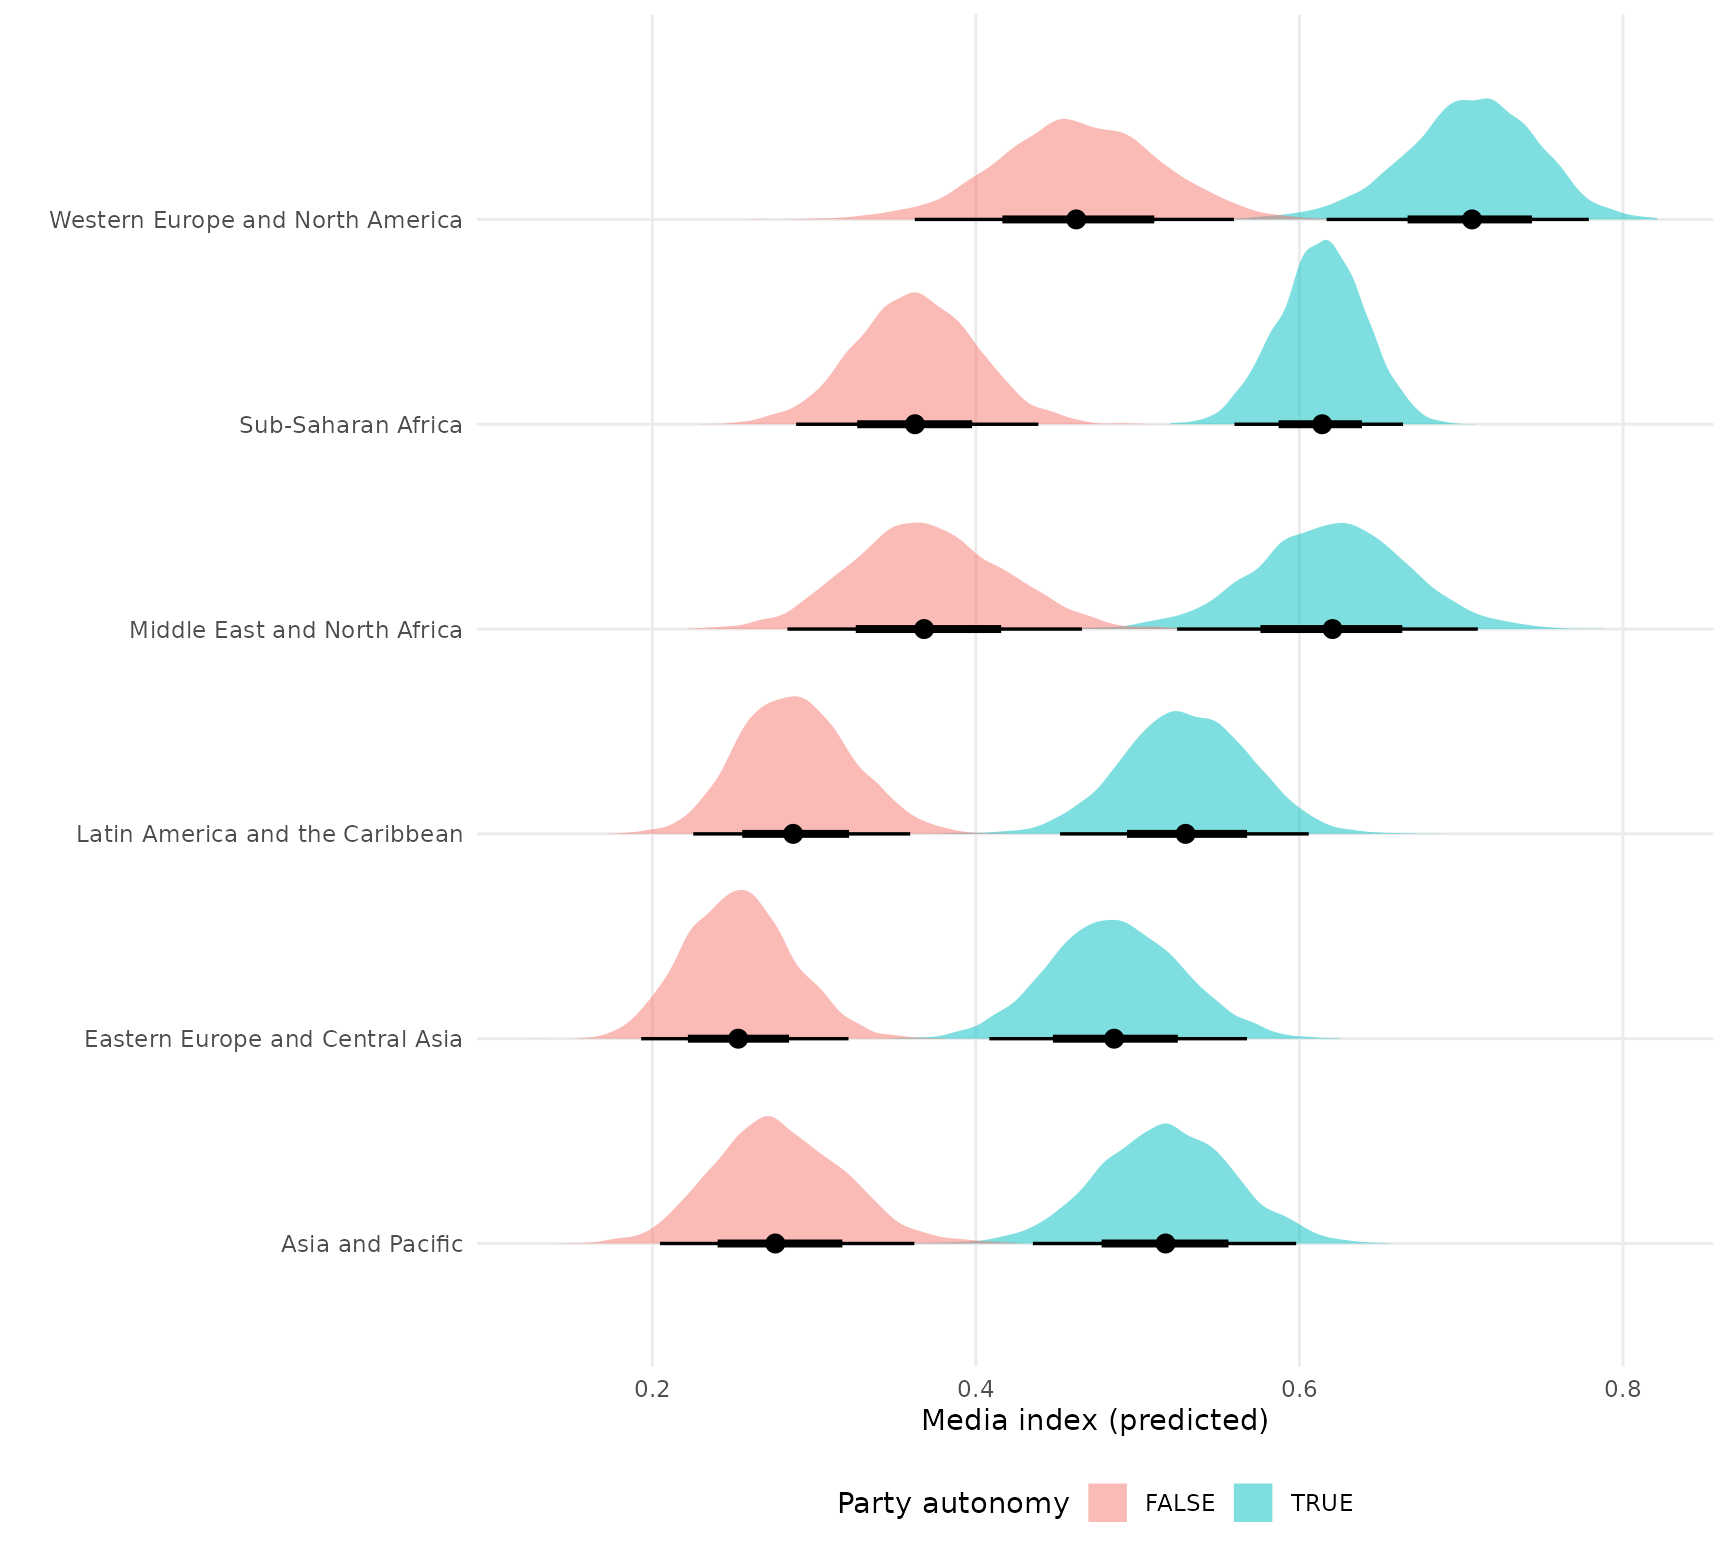 Western Europe and North America
Sub-Saharan Africa
Middle East and North Africa
Latin America and the Caribbean
Eastern Europe and Central Asia
Asia and Pacific
0.2 0.4 0.6 0.8
Media index (predicted)
Party autonomy FALSE TRUE